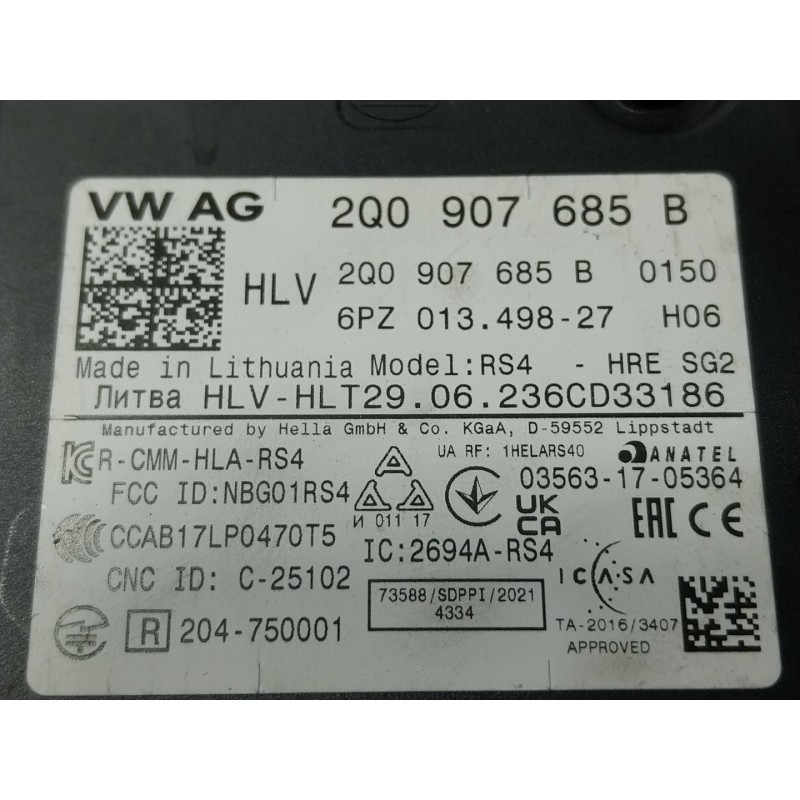 VW AG 2Q0 907 685 B
HLV 2Q0 907 685 B 0150
6PZ 013.498-27 H06
Made in Lithuania Model:RS4 - HRE SG2
Литва HLV-HLT29.06.236CD33186
Manufactured by Hella GmbH & Co. KGaA, D-59552 Lippstadt
R-CMM-HLA-RS4 UA RF: 1HELARS40 ANATEL
FCC ID:NBG01RS4 03563-17-05364
И 011 17 UK CA EAC CE
CCAB17LP0470T5 IC:2694A-RS4
CNC ID: C-25102 73588/SDPPI/2021 ICASA
4334
R 204-750001 TA-2016/3407
APPROVED